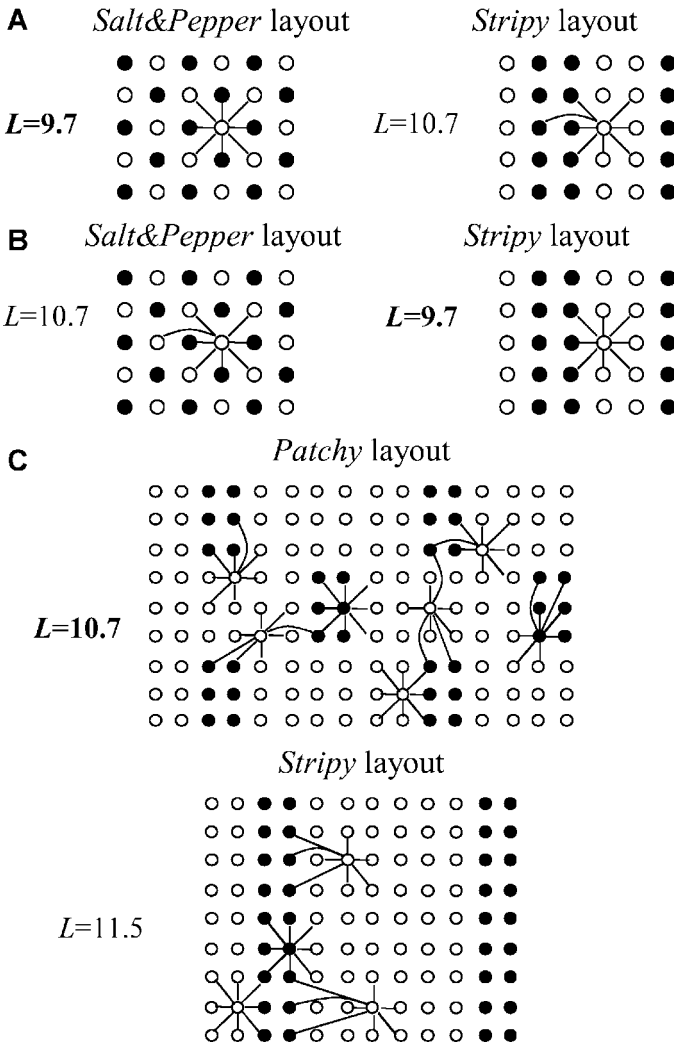 A
Salt&Pepper layout
Stripy layout
L=9.7
L=10.7
B
Salt&Pepper layout
Stripy layout
L=10.7
L=9.7
C
Patchy layout
L=10.7
Stripy layout
L=11.5